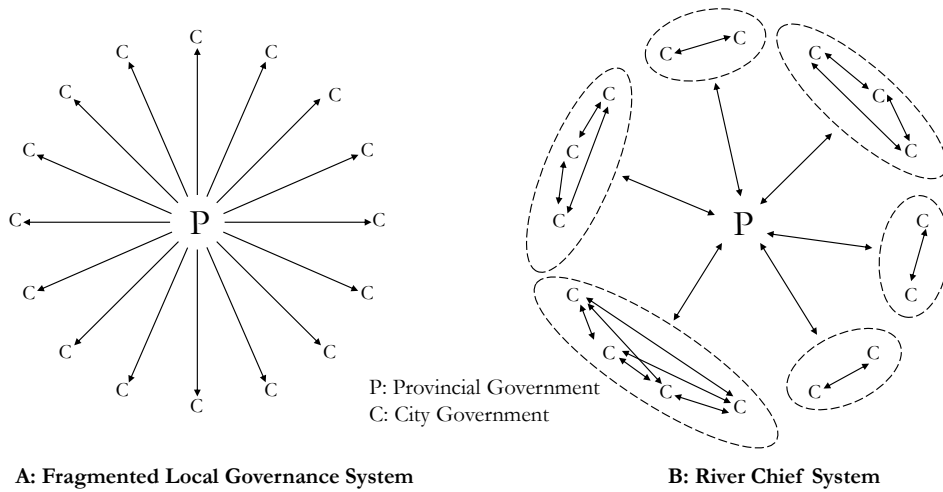 C
C C
C C
C C
C P C
C C
C C
C C
C
C
C C
C C
C C
C P C
C C
C C
C C
C
P: Provincial Government
C: City Government
A: Fragmented Local Governance System
B: River Chief System